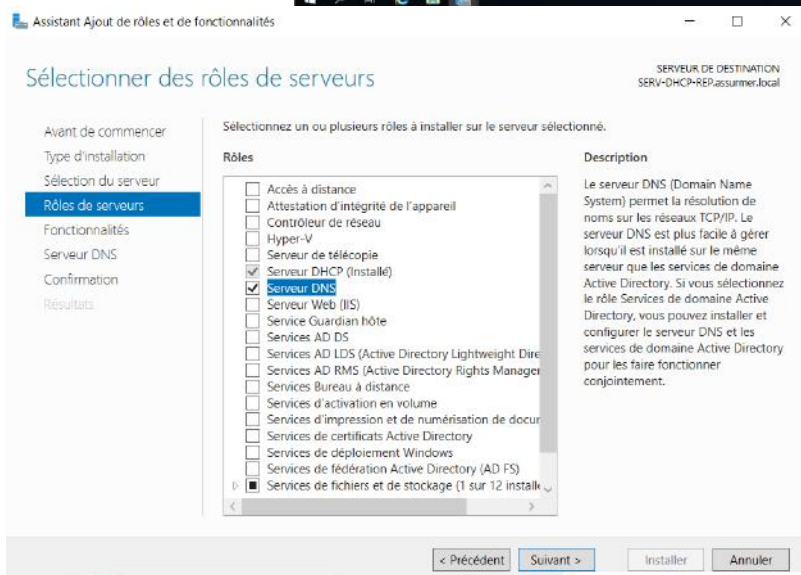 Assistant Ajout de rôles et de fonctionnalités
Sélectionner des rôles de serveurs
SERVEUR DE DESTINATION
SERV-DHCP-REP.assurmer.local
Avant de commencer
Type d'installation
Sélection du serveur
Rôles de serveurs
Fonctionnalités
Serveur DNS
Confirmation
Résultats
Sélectionnez un ou plusieurs rôles à installer sur le serveur sélectionné.
Rôles
Accès à distance
Attestation d'intégrité de l'appareil
Contrôleur de réseau
Hyper-V
Serveur de télécopie
Serveur DHCP (Installé)
Serveur DNS
Serveur Web (IIS)
Service Guardian hôte
Services AD DS
Services AD LDS (Active Directory Lightweight Dire
Services AD RMS (Active Directory Rights Manager
Services Bureau à distance
Services d'activation en volume
Services d'impression et de numérisation de docur
Services de certificats Active Directory
Services de déploiement Windows
Services de fédération Active Directory (AD FS)
Services de fichiers et de stockage (1 sur 12 installé
Description
Le serveur DNS (Domain Name
System) permet la résolution de
noms sur les réseaux TCP/IP. Le
serveur DNS est plus facile à gérer
lorsqu'il est installé sur le même
serveur que les services de domaine
Active Directory. Si vous sélectionnez
le rôle Services de domaine Active
Directory, vous pouvez installer et
configurer le serveur DNS et les
services de domaine Active Directory
pour les faire fonctionner
conjointement.
< Précédent
Suivant >
Installer
Annuler